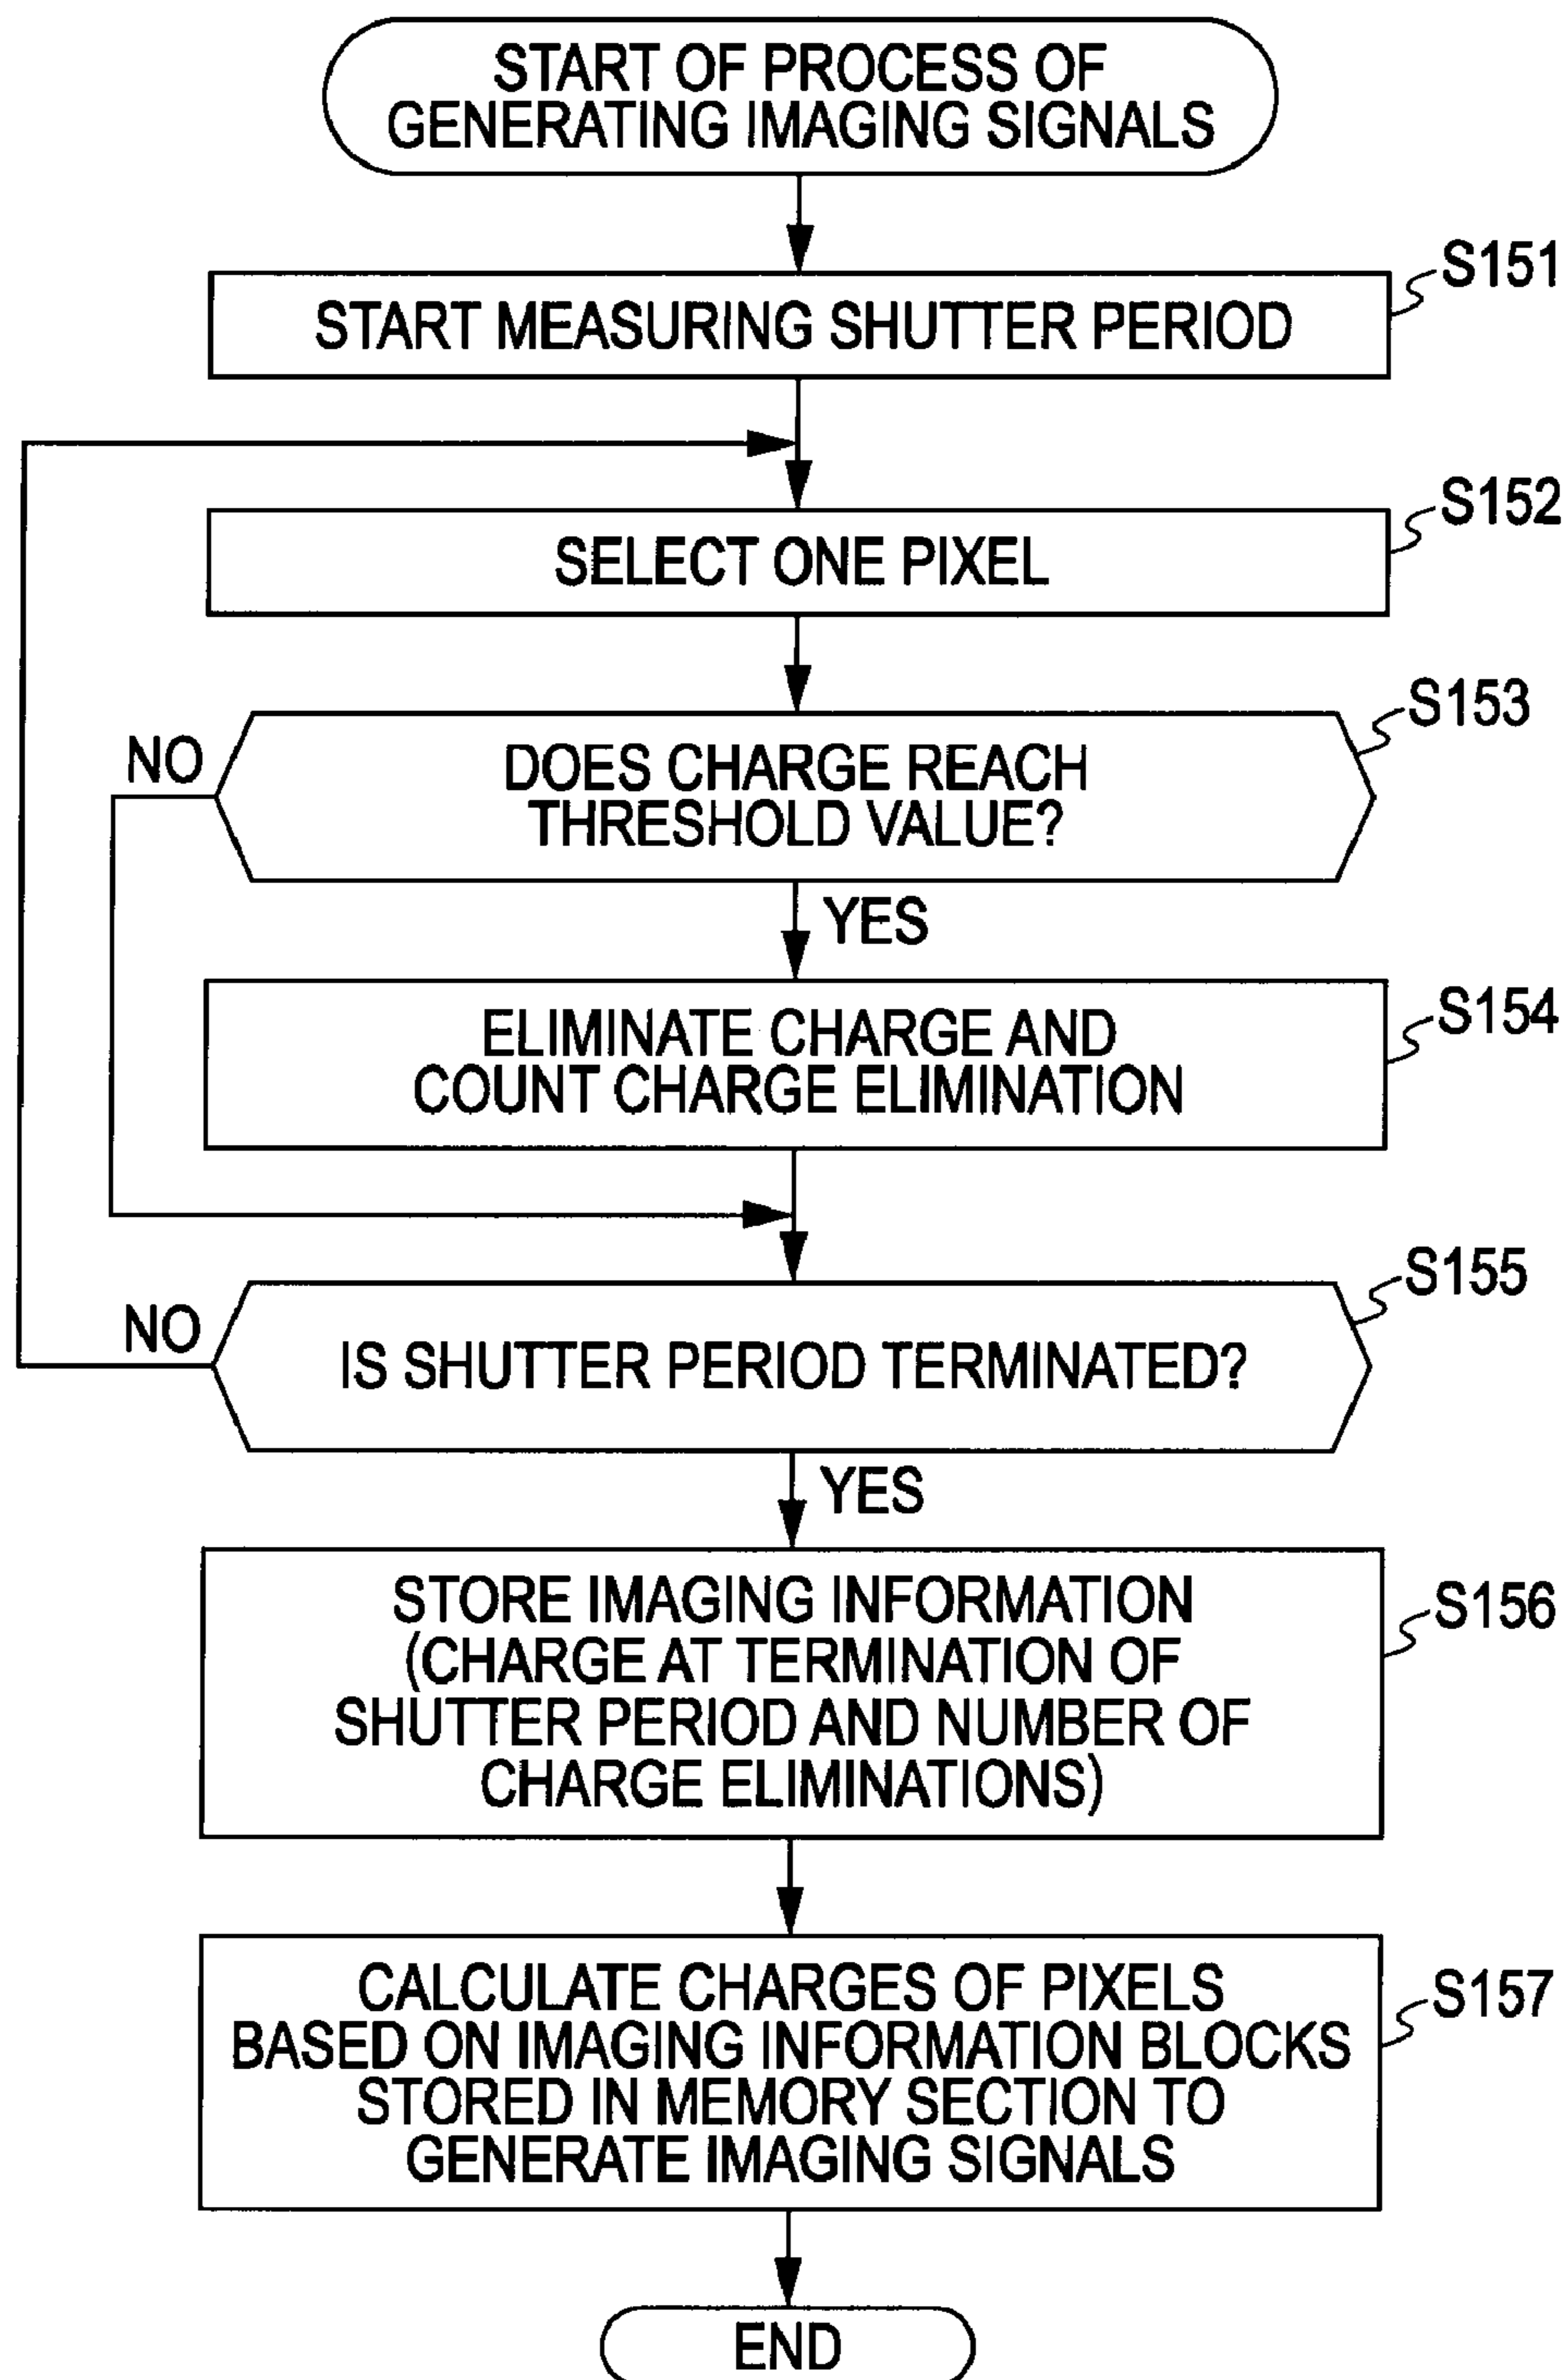 START OF PROCESS OF
GENERATING IMAGING SIGNALS
S151
START MEASURING SHUTTER PERIOD
S152
SELECT ONE PIXEL
S153
NO
DOES CHARGE REACH
THRESHOLD VALUE?
YES
S154
ELIMINATE CHARGE AND
COUNT CHARGE ELIMINATION
S155
NO
IS SHUTTER PERIOD TERMINATED?
YES
S156
STORE IMAGING INFORMATION
(CHARGE AT TERMINATION OF
SHUTTER PERIOD AND NUMBER OF
CHARGE ELIMINATIONS)
S157
CALCULATE CHARGES OF PIXELS
BASED ON IMAGING INFORMATION BLOCKS
STORED IN MEMORY SECTION TO
GENERATE IMAGING SIGNALS
END